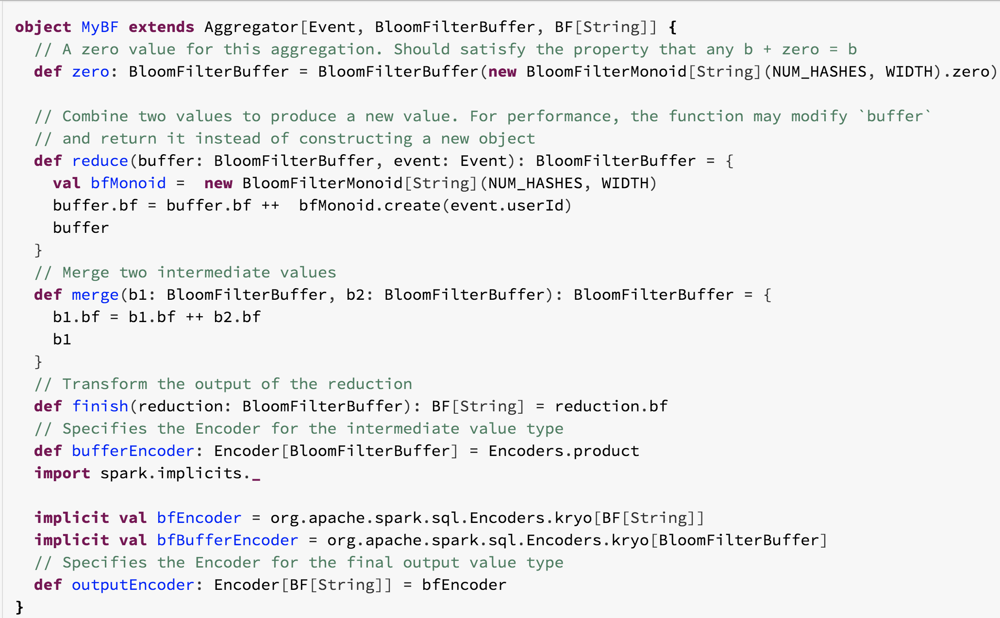 object MyBF extends Aggregator[Event, BloomFilterBuffer, BF[String]] {
  // A zero value for this aggregation. Should satisfy the property that any b + zero = b
  def zero: BloomFilterBuffer = BloomFilterBuffer(new BloomFilterMonoid[String](NUM_HASHES, WIDTH).zero)

  // Combine two values to produce a new value. For performance, the function may modify `buffer`
  // and return it instead of constructing a new object
  def reduce(buffer: BloomFilterBuffer, event: Event): BloomFilterBuffer = {
    val bfMonoid =  new BloomFilterMonoid[String](NUM_HASHES, WIDTH)
    buffer.bf = buffer.bf ++  bfMonoid.create(event.userId)
    buffer
  }
  // Merge two intermediate values
  def merge(b1: BloomFilterBuffer, b2: BloomFilterBuffer): BloomFilterBuffer = {
    b1.bf = b1.bf ++ b2.bf
    b1
  }
  // Transform the output of the reduction
  def finish(reduction: BloomFilterBuffer): BF[String] = reduction.bf
  // Specifies the Encoder for the intermediate value type
  def bufferEncoder: Encoder[BloomFilterBuffer] = Encoders.product
  import spark.implicits._

  implicit val bfEncoder = org.apache.spark.sql.Encoders.kryo[BF[String]]
  implicit val bfBufferEncoder = org.apache.spark.sql.Encoders.kryo[BloomFilterBuffer]
  // Specifies the Encoder for the final output value type
  def outputEncoder: Encoder[BF[String]] = bfEncoder
}